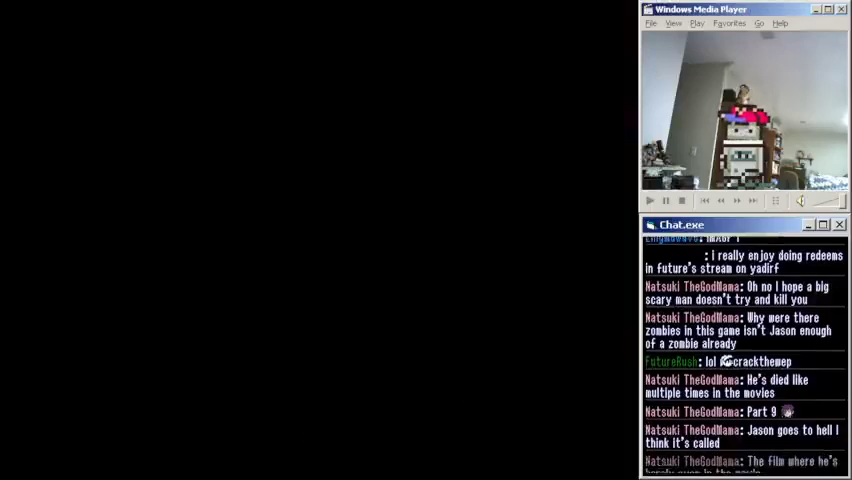 Windows Media Player
File View Play Favorites Go Help
Chat.exe
: i really enjoy doing redeems
in future's stream on yadirf
Natsuki TheGodMama: Oh no I hope a big
scary man doesn't try and kill you
Natsuki TheGodMama: Why were there
zombies in this game isn't Jason enough
of a zombie already
FutureRush: lol crackthewep
Natsuki TheGodMama: He's died like
multiple times in the movies
Natsuki TheGodMama: Part 9
Natsuki TheGodMama: Jason goes to hell I
think it's called
Natsuki TheGodMama: The film where he's